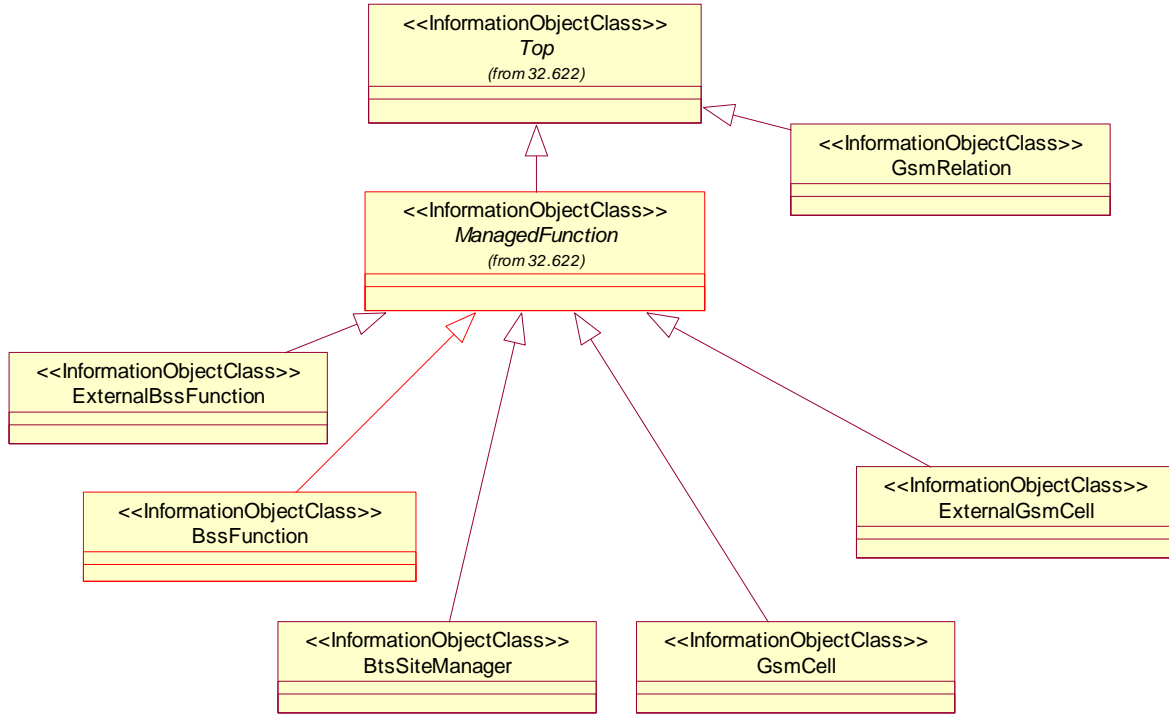 <<InformationObjectClass>>
Top
(from 32.622)
<<InformationObjectClass>>
GsmRelation
<<InformationObjectClass>>
ManagedFunction
(from 32.622)
<<InformationObjectClass>>
ExternalBssFunction
<<InformationObjectClass>>
ExternalGsmCell
<<InformationObjectClass>>
BssFunction
<<InformationObjectClass>>
BtsSiteManager
<<InformationObjectClass>>
GsmCell